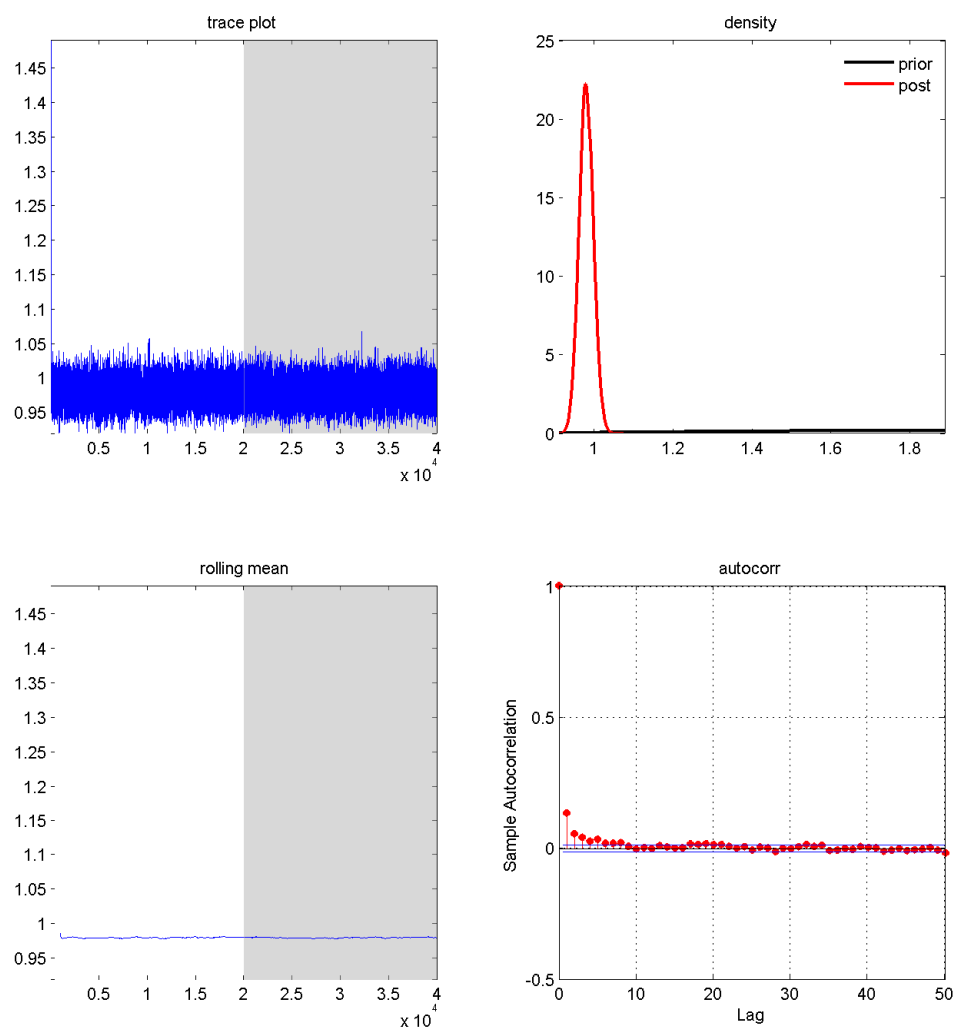 trace plot
1.45
1.4
1.35
1.3
1.25
1.2
1.15
1.1
1.05
1
0.95
0.5 1 1.5 2 2.5 3 3.5 4
x 10^4
density
25
20
15
10
5
0
prior
post
1 1.2 1.4 1.6 1.8
rolling mean
1.45
1.4
1.35
1.3
1.25
1.2
1.15
1.1
1.05
1
0.95
0.5 1 1.5 2 2.5 3 3.5 4
x 10^4
autocorr
1
0.5
0
-0.5
Sample Autocorrelation
0 10 20 30 40 50
Lag